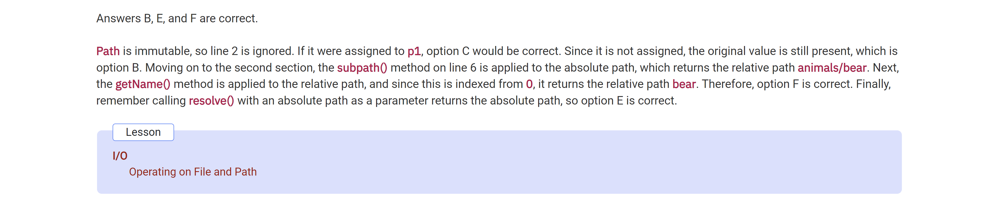 Answers B, E, and F are correct.
Path is immutable, so line 2 is ignored. If it were assigned to p1, option C would be correct. Since it is not assigned, the original value is still present, which is
option B. Moving on to the second section, the subpath() method on line 6 is applied to the absolute path, which returns the relative path animals/bear. Next,
the getName() method is applied to the relative path, and since this is indexed from 0, it returns the relative path bear. Therefore, option F is correct. Finally,
remember calling resolve() with an absolute path as a parameter returns the absolute path, so option E is correct.
Lesson
I/O
Operating on File and Path